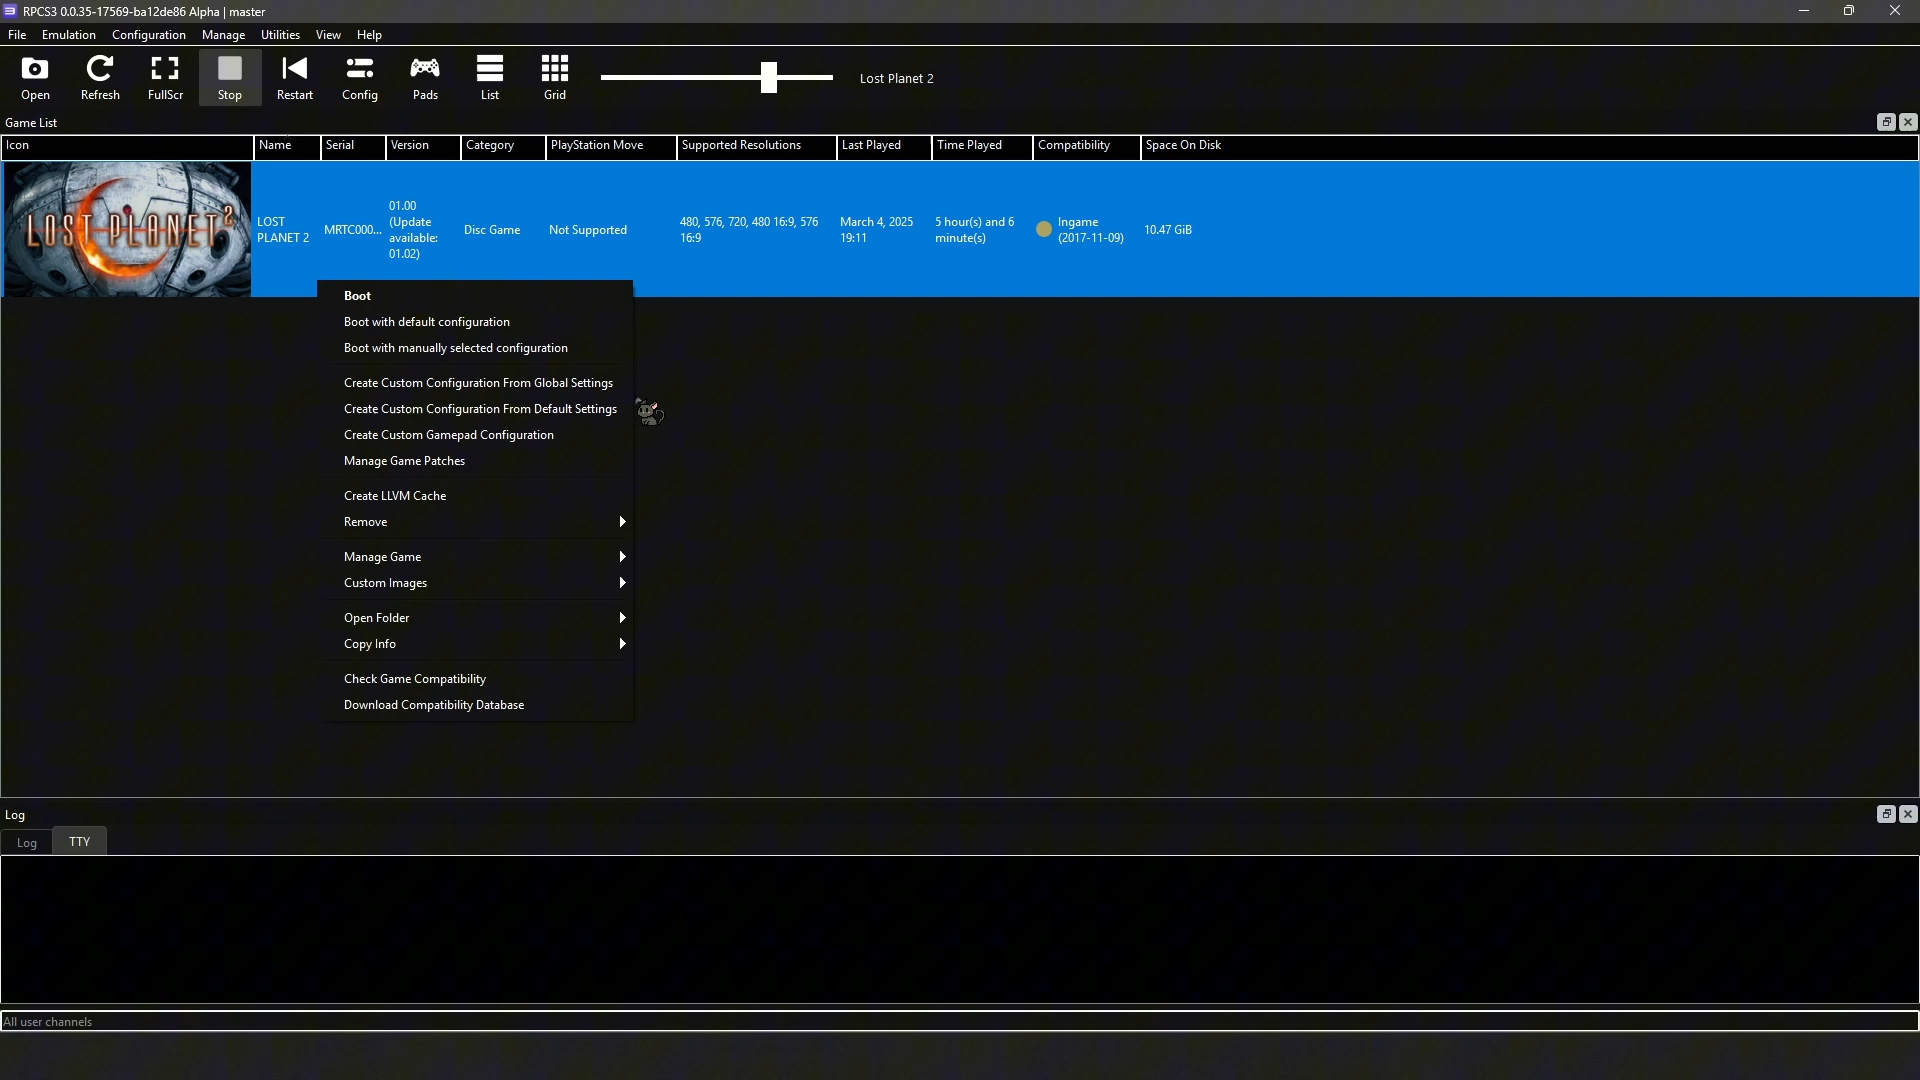 RPCS3 0.0.35-17569-ba12de86 Alpha | master
File Emulation Configuration Manage Utilities View Help
Open Refresh FullScr Stop Restart Config Pads List Grid Lost Planet 2
Game List
Icon Name Serial Version Category PlayStation Move Supported Resolutions Last Played Time Played Compatibility Space On Disk
LOST PLANET 2
LOST
PLANET 2
MRTC000...
01.00
(Update
available:
01.02)
Disc Game
Not Supported
480, 576, 720, 480 16:9, 576
16:9
March 4, 2025
19:11
5 hour(s) and 6
minute(s)
Ingame
(2017-11-09)
10.47 GiB
Boot
Boot with default configuration
Boot with manually selected configuration
Create Custom Configuration From Global Settings
Create Custom Configuration From Default Settings
Create Custom Gamepad Configuration
Manage Game Patches
Create LLVM Cache
Remove
Manage Game
Custom Images
Open Folder
Copy Info
Check Game Compatibility
Download Compatibility Database
Log
Log TTY
All user channels